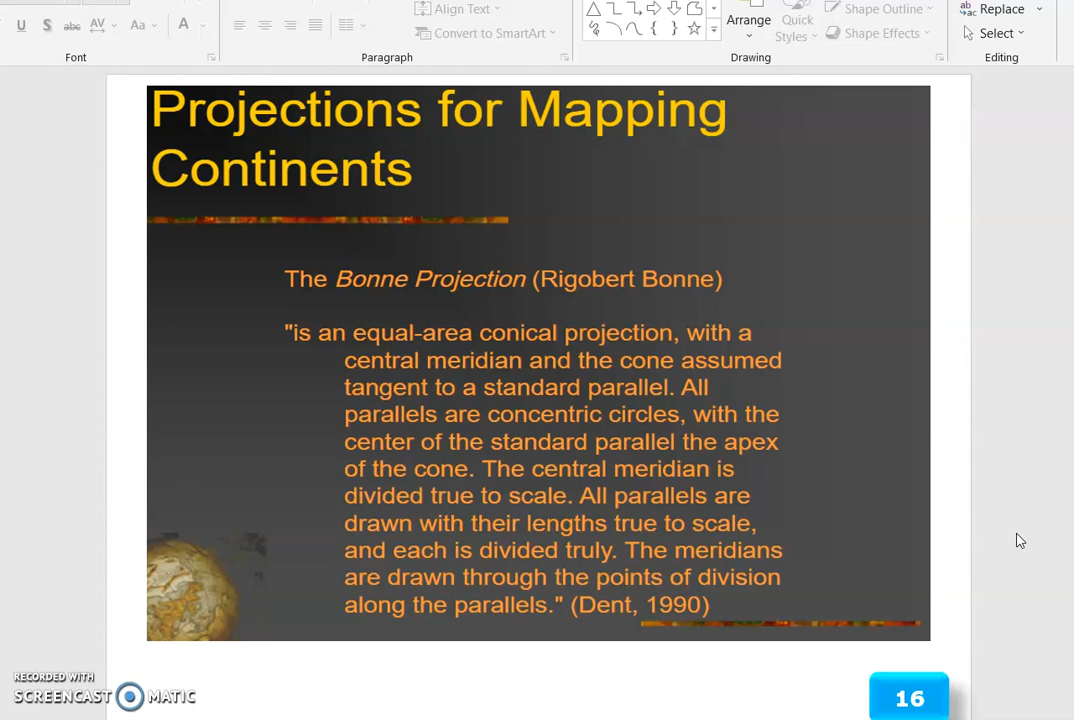 Align Text
Replace
U S abc AV Aa A
Convert to SmartArt
Arrange
Quick
Styles
Shape Outline
Shape Effects
Select
Font
Paragraph
Drawing
Editing
Projections for Mapping
Continents
The Bonne Projection (Rigobert Bonne)
"is an equal-area conical projection, with a
central meridian and the cone assumed
tangent to a standard parallel. All
parallels are concentric circles, with the
center of the standard parallel the apex
of the cone. The central meridian is
divided true to scale. All parallels are
drawn with their lengths true to scale,
and each is divided truly. The meridians
are drawn through the points of division
along the parallels." (Dent, 1990)
RECORDED WITH
SCREENCAST MATIC
16